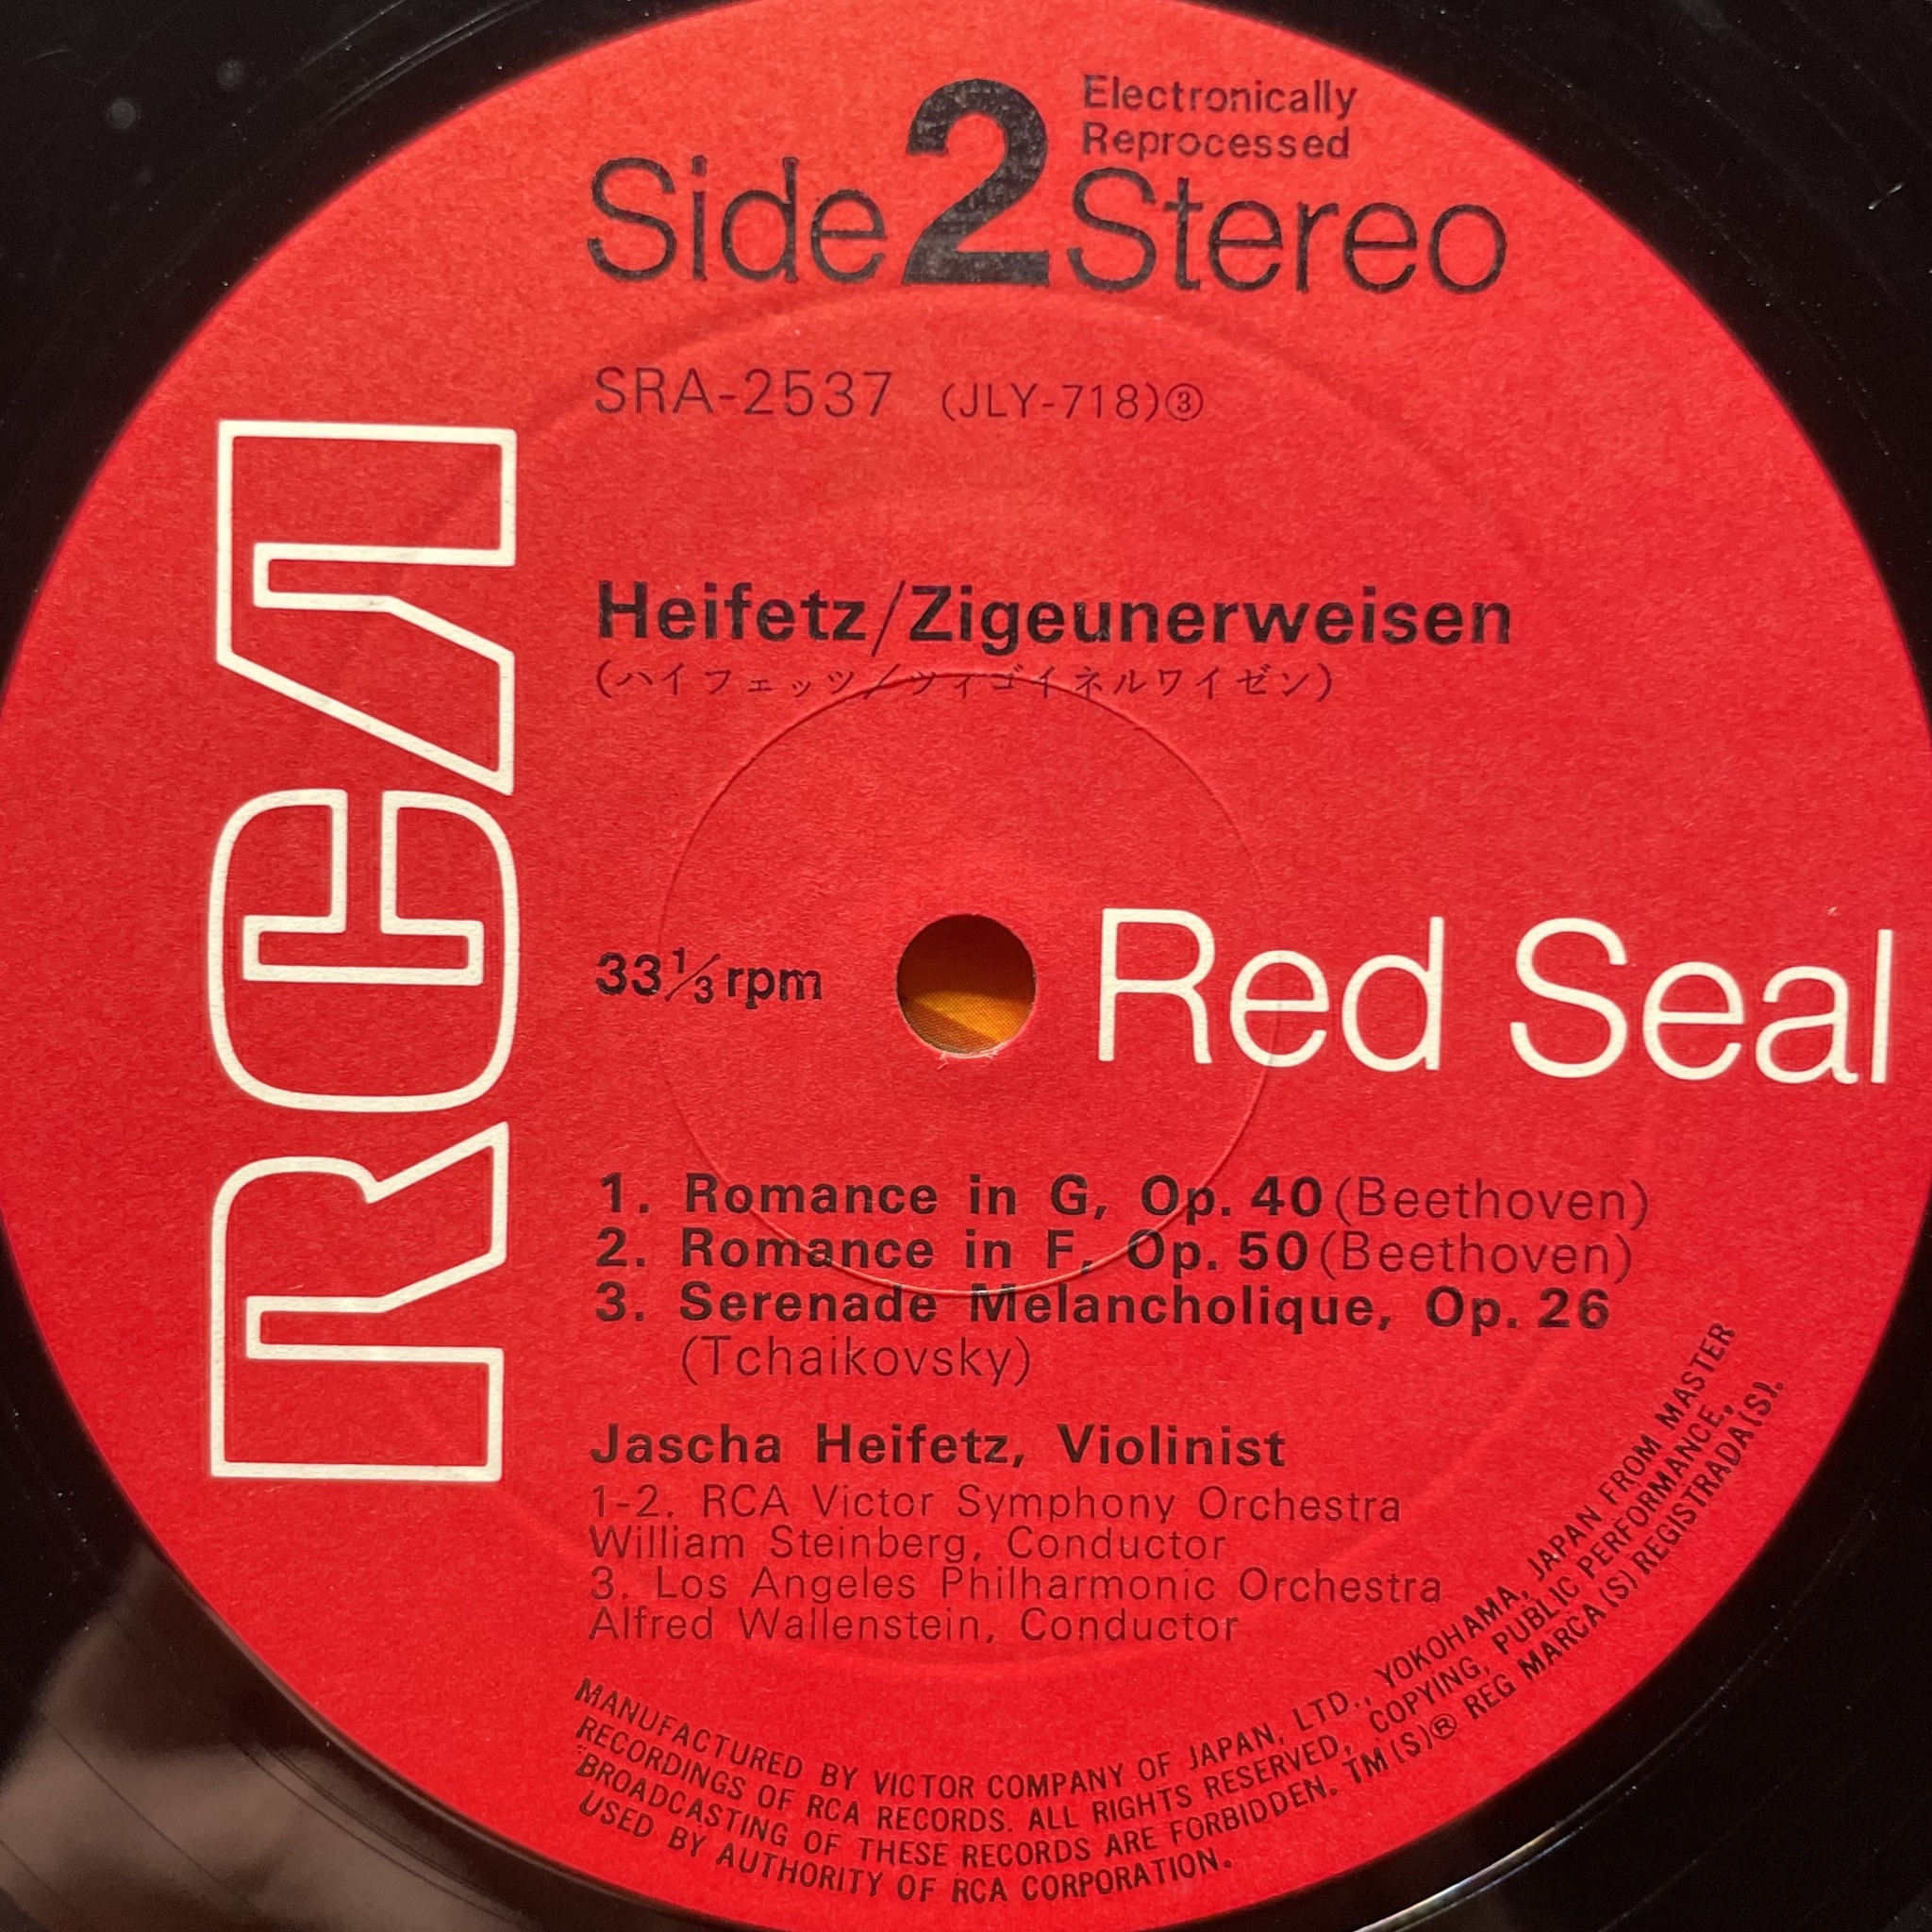 Electronically
Reprocessed
Side 2 Stereo
SRA-2537 (JLY-718)③
RCA
Heifetz/Zigeunerweisen
(ハイフェッツ/ツィゴイネルワイゼン)
33⅓ rpm
Red Seal
1. Romance in G, Op. 40 (Beethoven)
2. Romance in F, Op. 50 (Beethoven)
3. Serenade Melancholique, Op. 26
(Tchaikovsky)
Jascha Heifetz, Violinist
1-2. RCA Victor Symphony Orchestra
William Steinberg, Conductor
3. Los Angeles Philharmonic Orchestra
Alfred Wallenstein, Conductor
MANUFACTURED BY VICTOR COMPANY OF JAPAN, LTD., YOKOHAMA, JAPAN FROM MASTER
RECORDINGS OF RCA RECORDS. ALL RIGHTS RESERVED, COPYING, PUBLIC PERFORMANCE,
BROADCASTING OF THESE RECORDS ARE FORBIDDEN. TM(S)® REG MARCA(S) REGISTRADA(S).
USED BY AUTHORITY OF RCA CORPORATION.